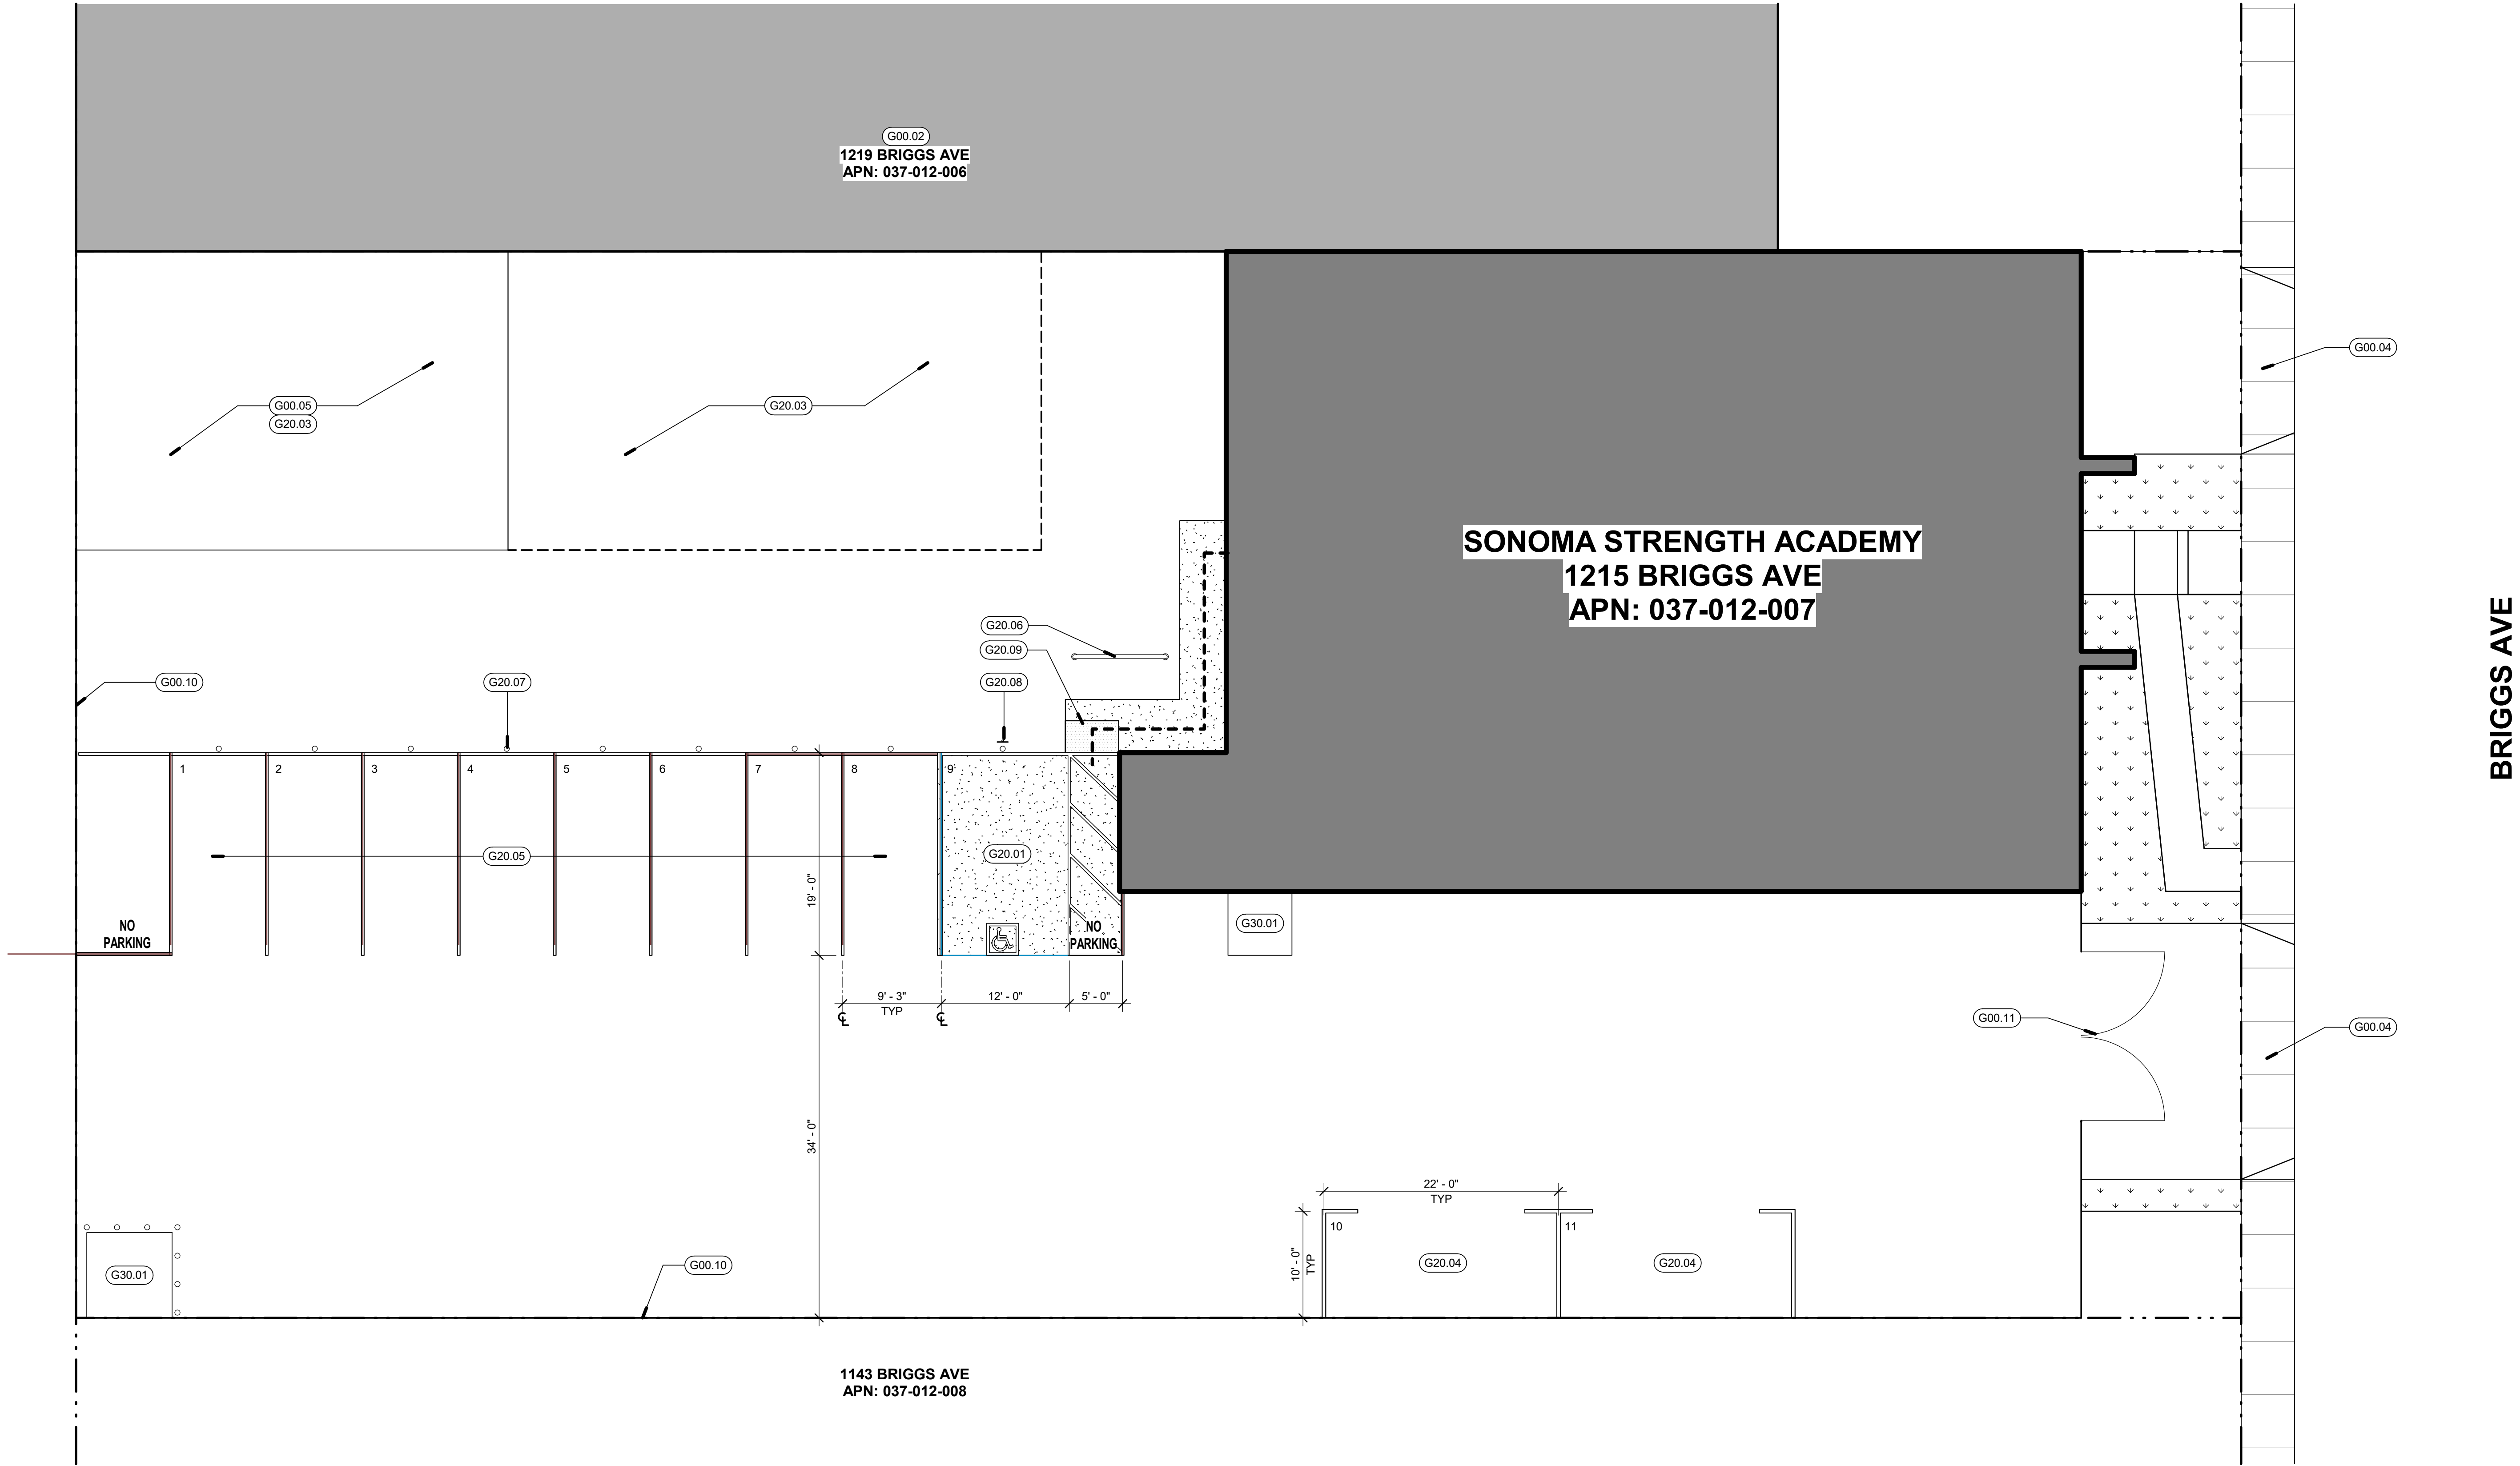 G00.02
1219 BRIGGS AVE
APN: 037-012-006
G00.04
G00.05
G20.03
G20.03
SONOMA STRENGTH ACADEMY
1215 BRIGGS AVE
APN: 037-012-007
BRIGGS AVE
G20.06
G20.09
G00.10
G20.07
G20.08
1
2
3
4
5
6
7
8
9
G20.05
G20.01
19' - 0"
NO
PARKING
NO
PARKING
G30.01
9' - 3"
TYP
12' - 0"
5' - 0"
℄
℄
G00.11
G00.04
34' - 0"
22' - 0"
TYP
10
11
10' - 0"
TYP
G20.04
G20.04
G30.01
G00.10
1143 BRIGGS AVE
APN: 037-012-008